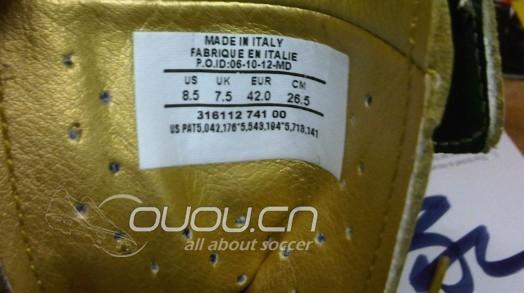 MADE IN ITALY
FABRIQUE EN ITALIE
P.O.ID:06-10-12-MD
US UK EUR CM
8.5 7.5 42.0 26.5
316112 741 00
US PAT5,042,176*5,543,194*5,713,141
OUOU.CN
all about soccer